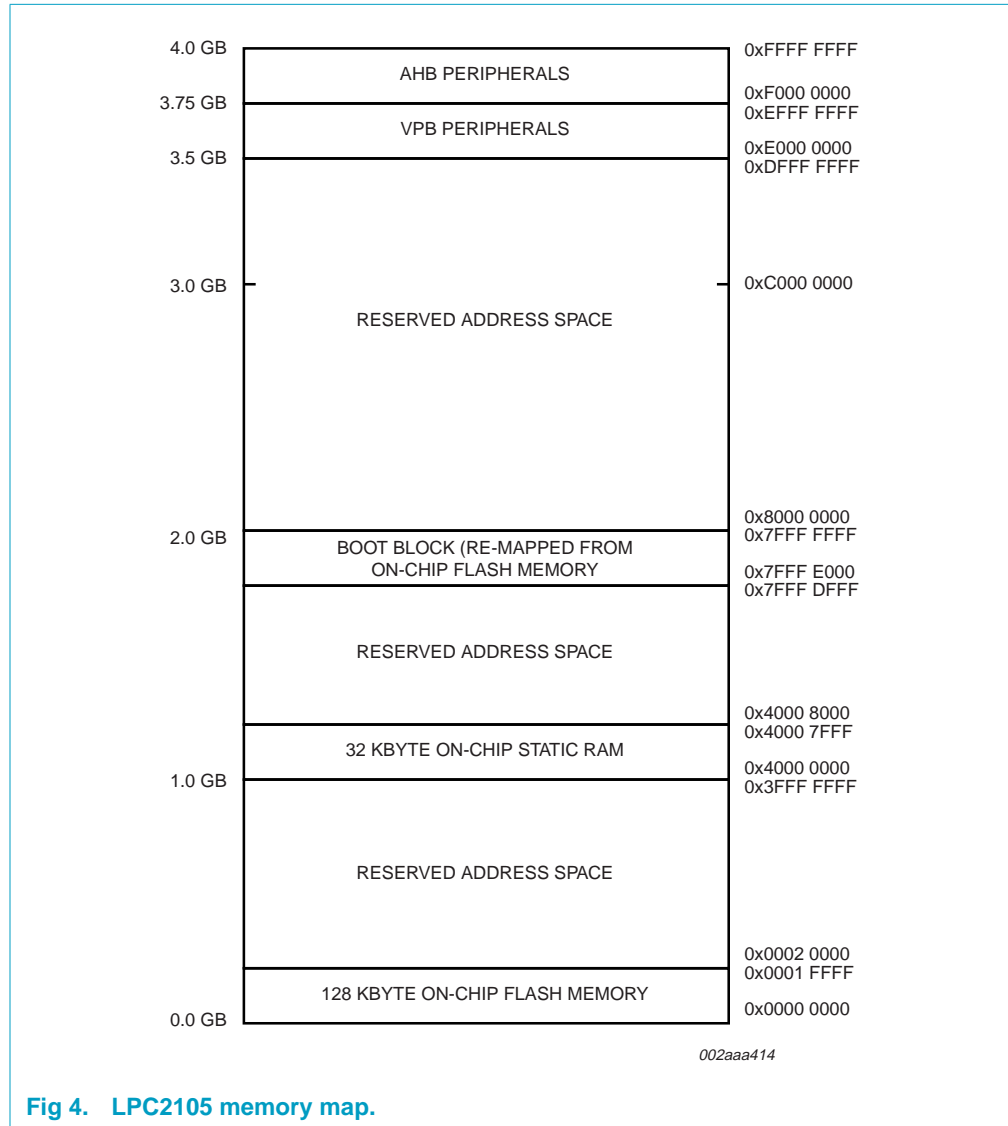 4.0 GB
0xFFFF FFFF
AHB PERIPHERALS
0xF000 0000
3.75 GB
0xEFFF FFFF
VPB PERIPHERALS
0xE000 0000
3.5 GB
0xDFFF FFFF
3.0 GB
0xC000 0000
RESERVED ADDRESS SPACE
0x8000 0000
2.0 GB
0x7FFF FFFF
BOOT BLOCK (RE-MAPPED FROM
ON-CHIP FLASH MEMORY
0x7FFF E000
0x7FFF DFFF
RESERVED ADDRESS SPACE
0x4000 8000
0x4000 7FFF
32 KBYTE ON-CHIP STATIC RAM
0x4000 0000
1.0 GB
0x3FFF FFFF
RESERVED ADDRESS SPACE
0x0002 0000
0x0001 FFFF
128 KBYTE ON-CHIP FLASH MEMORY
0x0000 0000
0.0 GB
002aaa414
Fig 4. LPC2105 memory map.